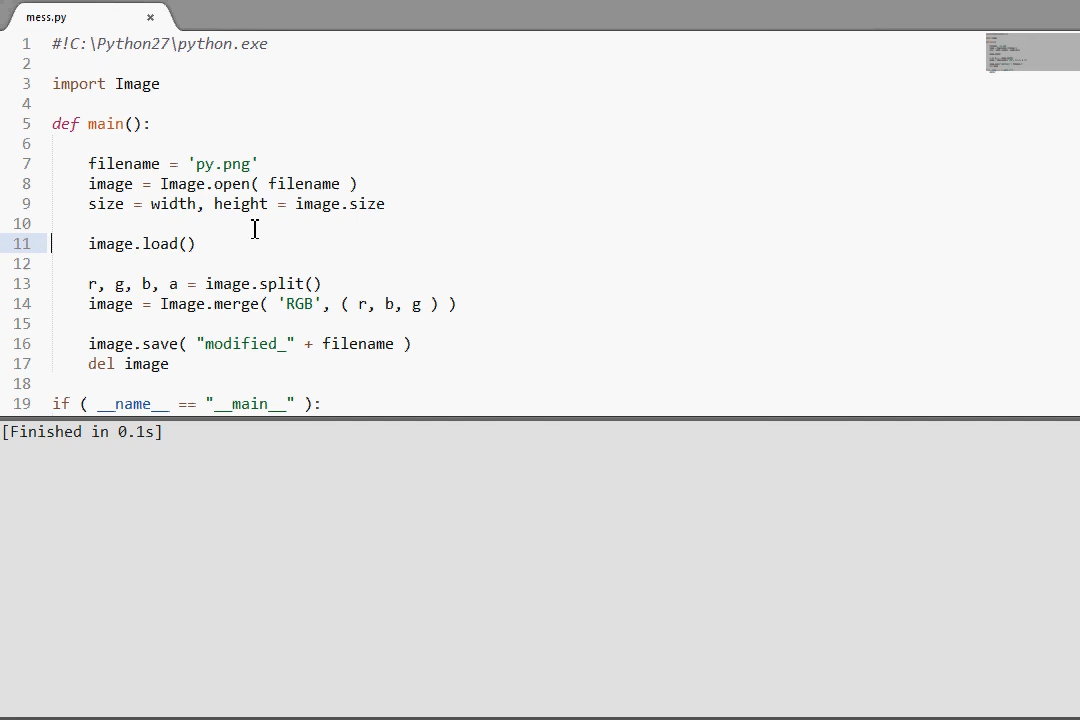 mess.py ×
1 #!C:\Python27\python.exe
2
3 import Image
4
5 def main():
6
7     filename = 'py.png'
8     image = Image.open( filename )
9     size = width, height = image.size
10
11     image.load()
12
13     r, g, b, a = image.split()
14     image = Image.merge( 'RGB', ( r, b, g ) )
15
16     image.save( "modified_" + filename )
17     del image
18
19 if ( __name__ == "__main__" ):
[Finished in 0.1s]